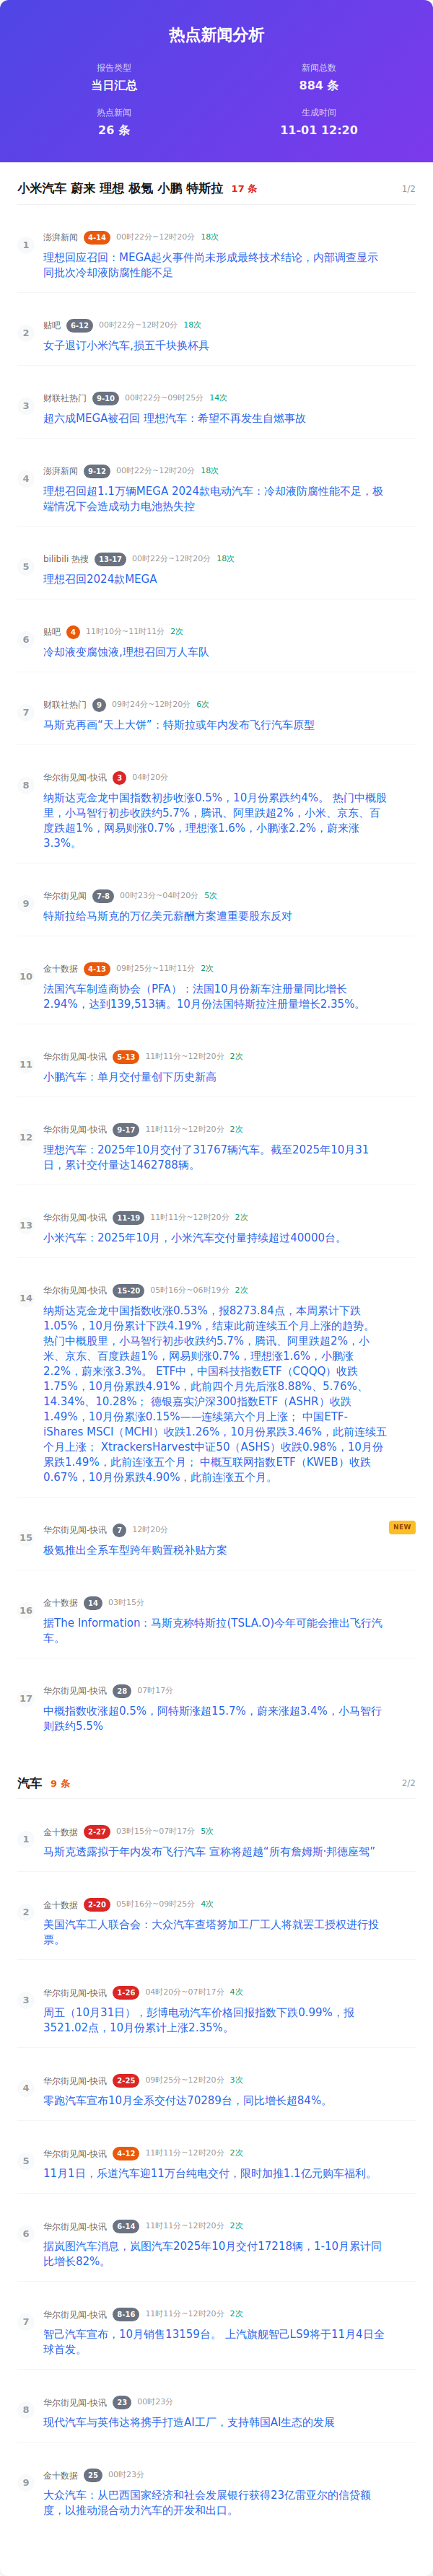 热点新闻分析
报告类型
新闻总数
当日汇总
884 条
热点新闻
生成时间
26 条
11-01 12:20
小米汽车 蔚来 理想 极氪 小鹏 特斯拉 17 条 1/2
1
澎湃新闻 4-14 00时22分~12时20分 18次
理想回应召回：MEGA起火事件尚未形成最终技术结论，内部调查显示
同批次冷却液防腐性能不足
2
贴吧 6-12 00时22分~12时20分 18次
女子退订小米汽车,损五千块换杯具
3
财联社热门 9-10 00时22分~09时25分 14次
超六成MEGA被召回 理想汽车：希望不再发生自燃事故
4
澎湃新闻 9-12 00时22分~12时20分 18次
理想召回超1.1万辆MEGA 2024款电动汽车：冷却液防腐性能不足，极
端情况下会造成动力电池热失控
5
bilibili 热搜 13-17 00时22分~12时20分 18次
理想召回2024款MEGA
6
贴吧 4 11时10分~11时11分 2次
冷却液变腐蚀液,理想召回万人车队
7
财联社热门 9 09时24分~12时20分 6次
马斯克再画“天上大饼”：特斯拉或年内发布飞行汽车原型
8
华尔街见闻-快讯 3 04时20分
纳斯达克金龙中国指数初步收涨0.5%，10月份累跌约4%。 热门中概股
里，小马智行初步收跌约5.7%，腾讯、阿里跌超2%，小米、京东、百
度跌超1%，网易则涨0.7%，理想涨1.6%，小鹏涨2.2%，蔚来涨
3.3%。
9
华尔街见闻 7-8 00时23分~04时20分 5次
特斯拉给马斯克的万亿美元薪酬方案遭重要股东反对
10
金十数据 4-13 09时25分~11时11分 2次
法国汽车制造商协会（PFA）：法国10月份新车注册量同比增长
2.94%，达到139,513辆。10月份法国特斯拉注册量增长2.35%。
11
华尔街见闻-快讯 5-13 11时11分~12时20分 2次
小鹏汽车：单月交付量创下历史新高
12
华尔街见闻-快讯 9-17 11时11分~12时20分 2次
理想汽车：2025年10月交付了31767辆汽车。截至2025年10月31
日，累计交付量达1462788辆。
13
华尔街见闻-快讯 11-19 11时11分~12时20分 2次
小米汽车：2025年10月，小米汽车交付量持续超过40000台。
14
华尔街见闻-快讯 15-20 05时16分~06时19分 2次
纳斯达克金龙中国指数收涨0.53%，报8273.84点，本周累计下跌
1.05%，10月份累计下跌4.19%，结束此前连续五个月上涨的趋势。
热门中概股里，小马智行初步收跌约5.7%，腾讯、阿里跌超2%，小
米、京东、百度跌超1%，网易则涨0.7%，理想涨1.6%，小鹏涨
2.2%，蔚来涨3.3%。 ETF中，中国科技指数ETF（CQQQ）收跌
1.75%，10月份累跌4.91%，此前四个月先后涨8.88%、5.76%、
14.34%、10.28%； 德银嘉实沪深300指数ETF（ASHR）收跌
1.49%，10月份累涨0.15%——连续第六个月上涨； 中国ETF-
iShares MSCI（MCHI）收跌1.26%，10月份累跌3.46%，此前连续五
个月上涨； XtrackersHarvest中证50（ASHS）收跌0.98%，10月份
累跌1.49%，此前连涨五个月； 中概互联网指数ETF（KWEB）收跌
0.67%，10月份累跌4.90%，此前连涨五个月。
15
华尔街见闻-快讯 7 12时20分 NEW
极氪推出全系车型跨年购置税补贴方案
16
金十数据 14 03时15分
据The Information：马斯克称特斯拉(TSLA.O)今年可能会推出飞行汽
车。
17
华尔街见闻-快讯 28 07时17分
中概指数收涨超0.5%，阿特斯涨超15.7%，蔚来涨超3.4%，小马智行
则跌约5.5%
汽车 9 条 2/2
1
金十数据 2-27 03时15分~07时17分 5次
马斯克透露拟于年内发布飞行汽车 宣称将超越“所有詹姆斯·邦德座驾”
2
金十数据 2-20 05时16分~09时25分 4次
美国汽车工人联合会：大众汽车查塔努加工厂工人将就罢工授权进行投
票。
3
华尔街见闻-快讯 1-26 04时20分~07时17分 4次
周五（10月31日），彭博电动汽车价格回报指数下跌0.99%，报
3521.02点，10月份累计上涨2.35%。
4
华尔街见闻-快讯 2-25 09时25分~12时20分 3次
零跑汽车宣布10月全系交付达70289台，同比增长超84%。
5
华尔街见闻-快讯 4-12 11时11分~12时20分 2次
11月1日，乐道汽车迎11万台纯电交付，限时加推1.1亿元购车福利。
6
华尔街见闻-快讯 6-14 11时11分~12时20分 2次
据岚图汽车消息，岚图汽车2025年10月交付17218辆，1-10月累计同
比增长82%。
7
华尔街见闻-快讯 8-16 11时11分~12时20分 2次
智己汽车宣布，10月销售13159台。 上汽旗舰智己LS9将于11月4日全
球首发。
8
华尔街见闻-快讯 23 00时23分
现代汽车与英伟达将携手打造AI工厂，支持韩国AI生态的发展
9
金十数据 25 00时23分
大众汽车：从巴西国家经济和社会发展银行获得23亿雷亚尔的信贷额
度，以推动混合动力汽车的开发和出口。